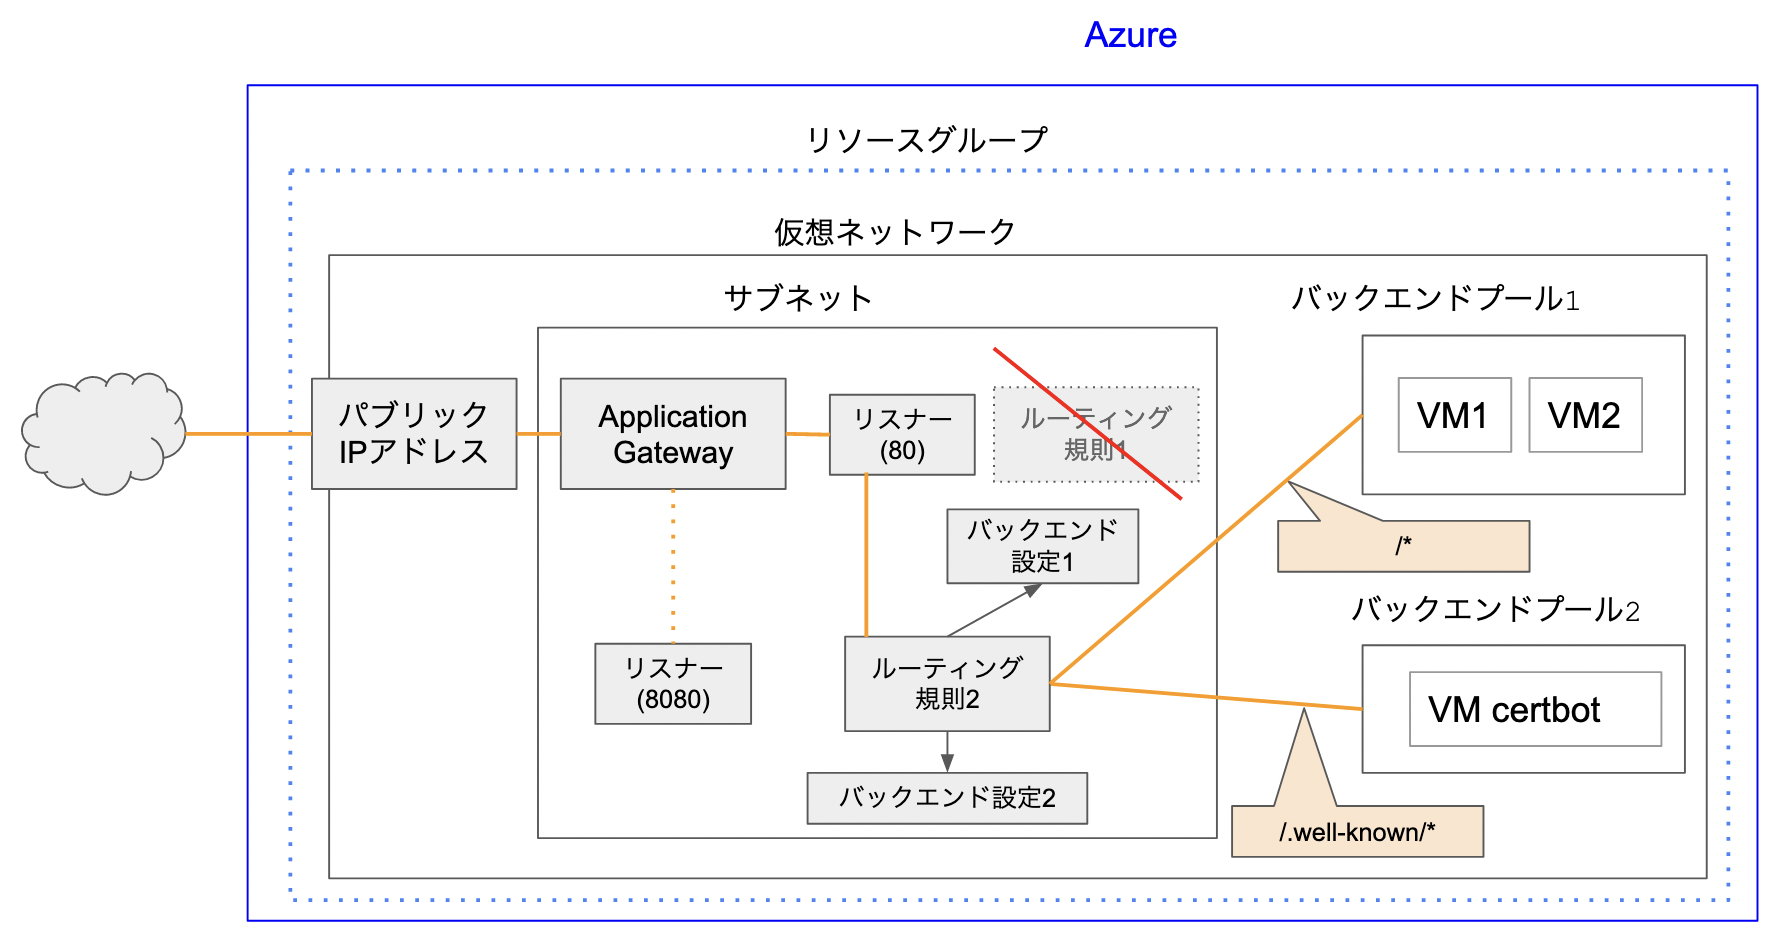 Azure
リソースグループ
仮想ネットワーク
サブネット
バックエンドプール1
パブリック
IPアドレス
Application
Gateway
リスナー
(80)
ルーティング
規則1
VM1
VM2
バックエンド
設定1
/*
バックエンドプール2
リスナー
(8080)
ルーティング
規則2
VM certbot
バックエンド設定2
/.well-known/*